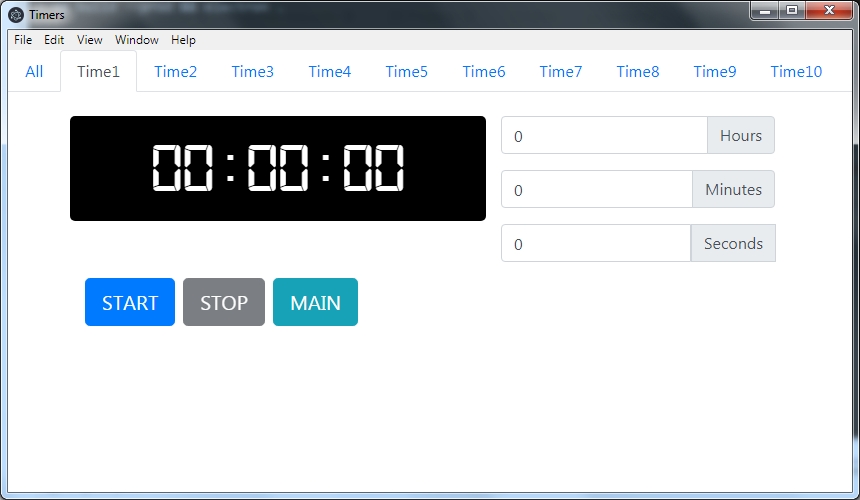 Timers
File Edit View Window Help
All Time1 Time2 Time3 Time4 Time5 Time6 Time7 Time8 Time9 Time10
00:00:00
0 Hours
0 Minutes
0 Seconds
START STOP MAIN